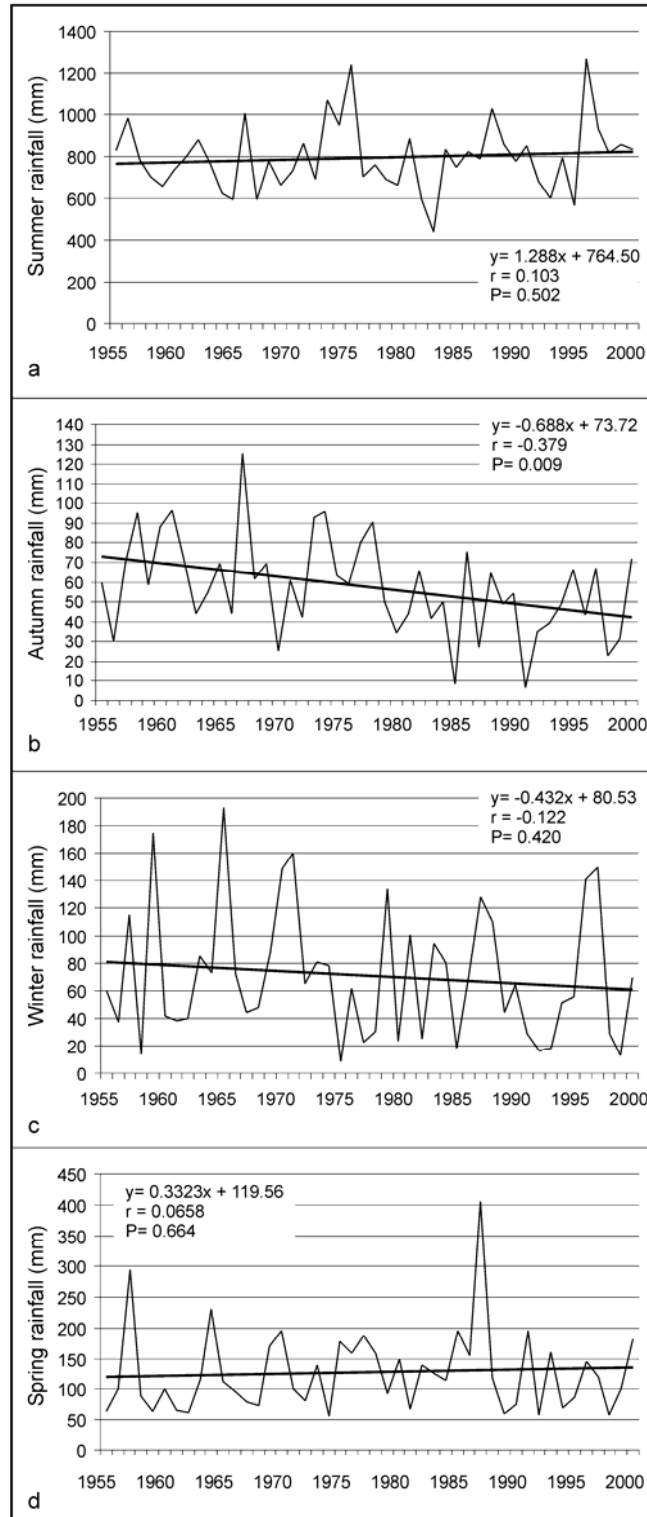 1400
1200
1000
800
600
400
200
0
Summer rainfall (mm)
y= 1.288x + 764.50
r = 0.103
P= 0.502
1955 1960 1965 1970 1975 1980 1985 1990 1995 2000
a
140
130
120
110
100
90
80
70
60
50
40
30
20
10
0
Autumn rainfall (mm)
y= -0.688x + 73.72
r = -0.379
P= 0.009
1955 1960 1965 1970 1975 1980 1985 1990 1995 2000
b
200
180
160
140
120
100
80
60
40
20
0
Winter rainfall (mm)
y= -0.432x + 80.53
r = -0.122
P= 0.420
1955 1960 1965 1970 1975 1980 1985 1990 1995 2000
c
450
400
350
300
250
200
150
100
50
0
Spring rainfall (mm)
y= 0.3323x + 119.56
r = 0.0658
P= 0.664
1955 1960 1965 1970 1975 1980 1985 1990 1995 2000
d